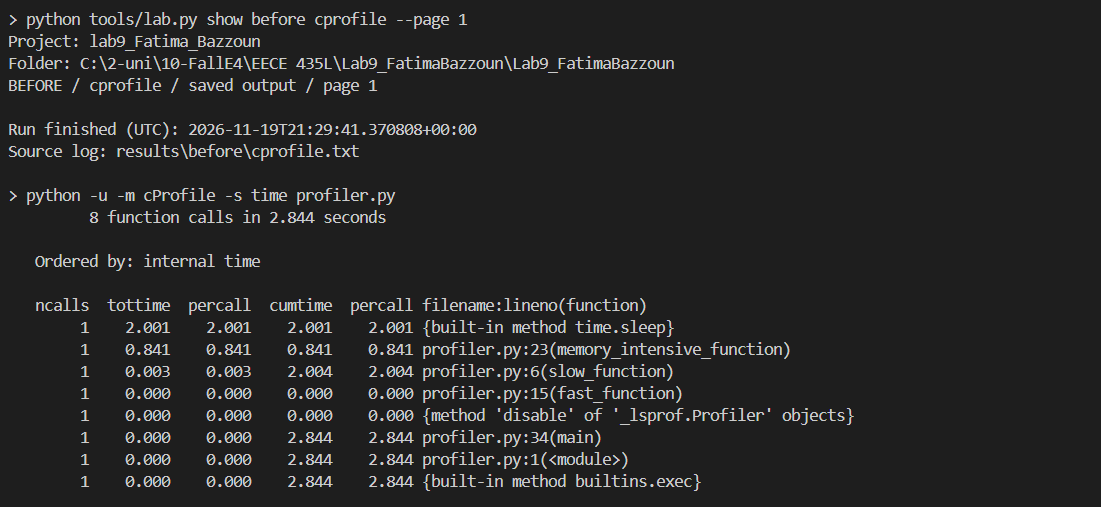 > python tools/lab.py show before cprofile --page 1
Project: lab9_Fatima_Bazzoun
Folder: C:\2-uni\10-FallE4\EECE 435L\Lab9_FatimaBazzoun\Lab9_FatimaBazzoun
BEFORE / cprofile / saved output / page 1

Run finished (UTC): 2026-11-19T21:29:41.370808+00:00
Source log: results\before\cprofile.txt

> python -u -m cProfile -s time profiler.py
         8 function calls in 2.844 seconds

   Ordered by: internal time

   ncalls  tottime  percall  cumtime  percall filename:lineno(function)
        1    2.001    2.001    2.001    2.001 {built-in method time.sleep}
        1    0.841    0.841    0.841    0.841 profiler.py:23(memory_intensive_function)
        1    0.003    0.003    2.004    2.004 profiler.py:6(slow_function)
        1    0.000    0.000    0.000    0.000 profiler.py:15(fast_function)
        1    0.000    0.000    0.000    0.000 {method 'disable' of '_lsprof.Profiler' objects}
        1    0.000    0.000    2.844    2.844 profiler.py:34(main)
        1    0.000    0.000    2.844    2.844 profiler.py:1(<module>)
        1    0.000    0.000    2.844    2.844 {built-in method builtins.exec}